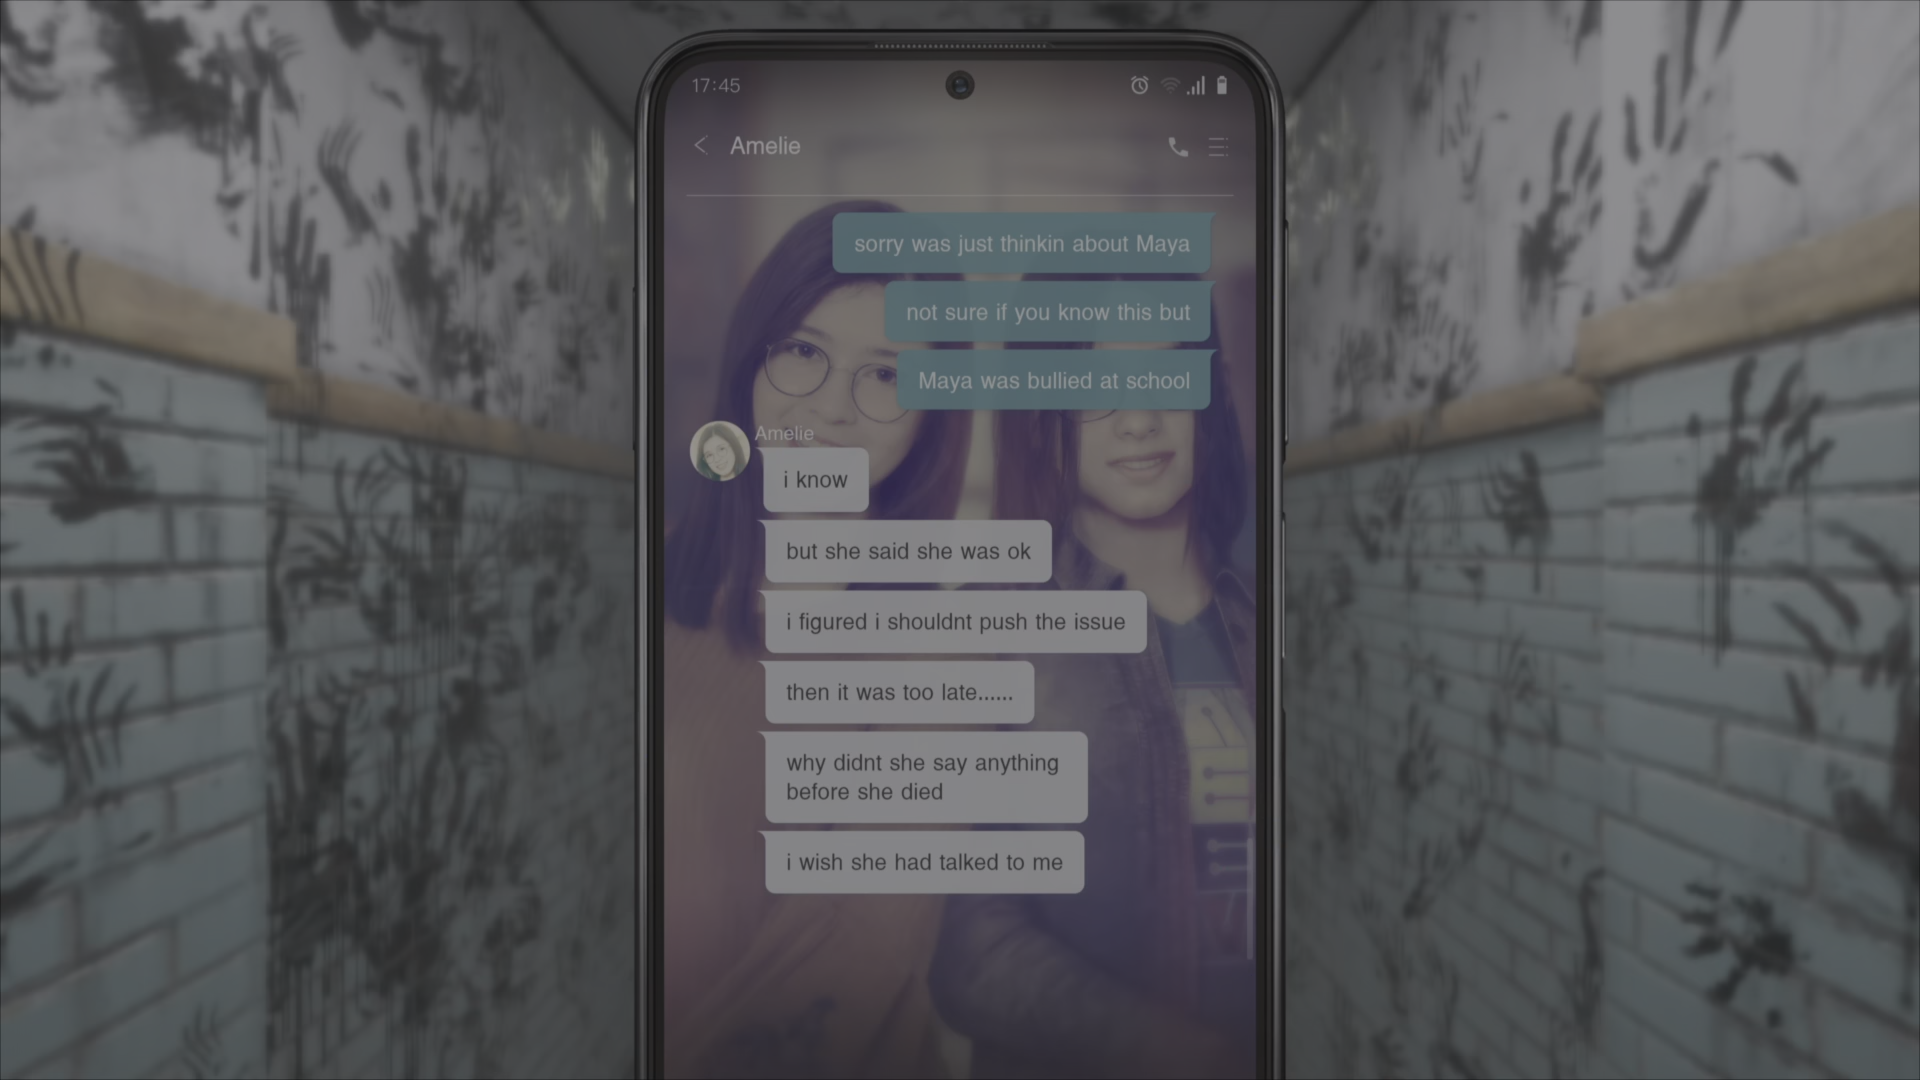 17:45
Amelie
sorry was just thinkin about Maya
not sure if you know this but
Maya was bullied at school
Amelie
i know
but she said she was ok
i figured i shouldnt push the issue
then it was too late......
why didnt she say anything
before she died
i wish she had talked to me